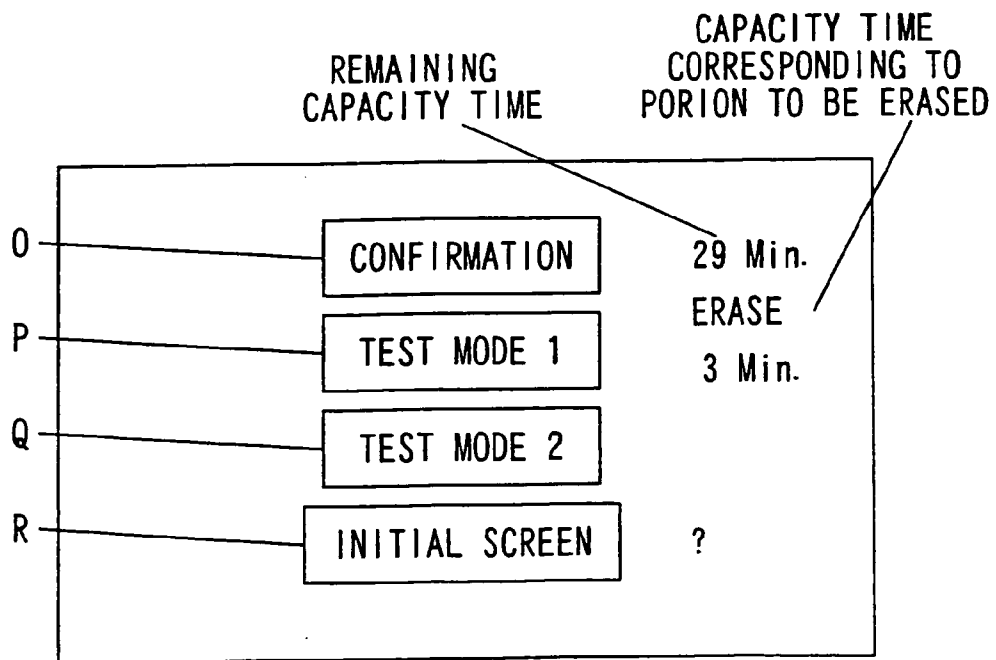 REMAINING
CAPACITY TIME
CAPACITY TIME
CORRESPONDING TO
PORION TO BE ERASED
O
CONFIRMATION
29 Min.
ERASE
P
TEST MODE 1
3 Min.
Q
TEST MODE 2
R
INITIAL SCREEN
?